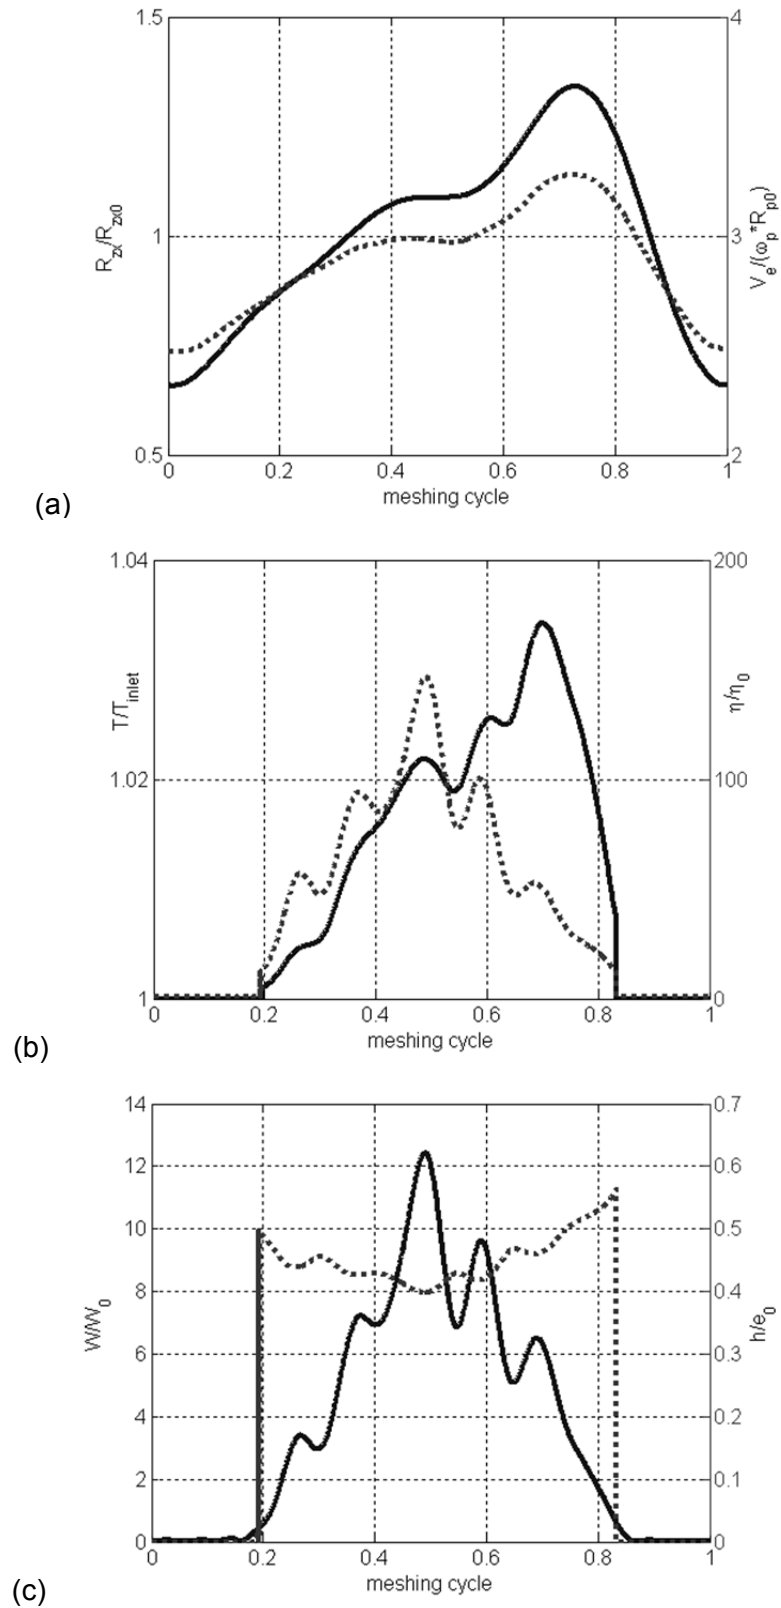 1.5 4
R_zx/R_zx0 1 3 V_e/(ω_p*R_p0)
0.5 2
0 0.2 0.4 0.6 0.8 1
meshing cycle
(a)
1.04 200
T/T_inlet η/η_0
1.02 100
1 0
0 0.2 0.4 0.6 0.8 1
meshing cycle
(b)
14 0.7
12 0.6
10 0.5
8 0.4
W/W_0 h/e_0
6 0.3
4 0.2
2 0.1
0 0
0 0.2 0.4 0.6 0.8 1
meshing cycle
(c)